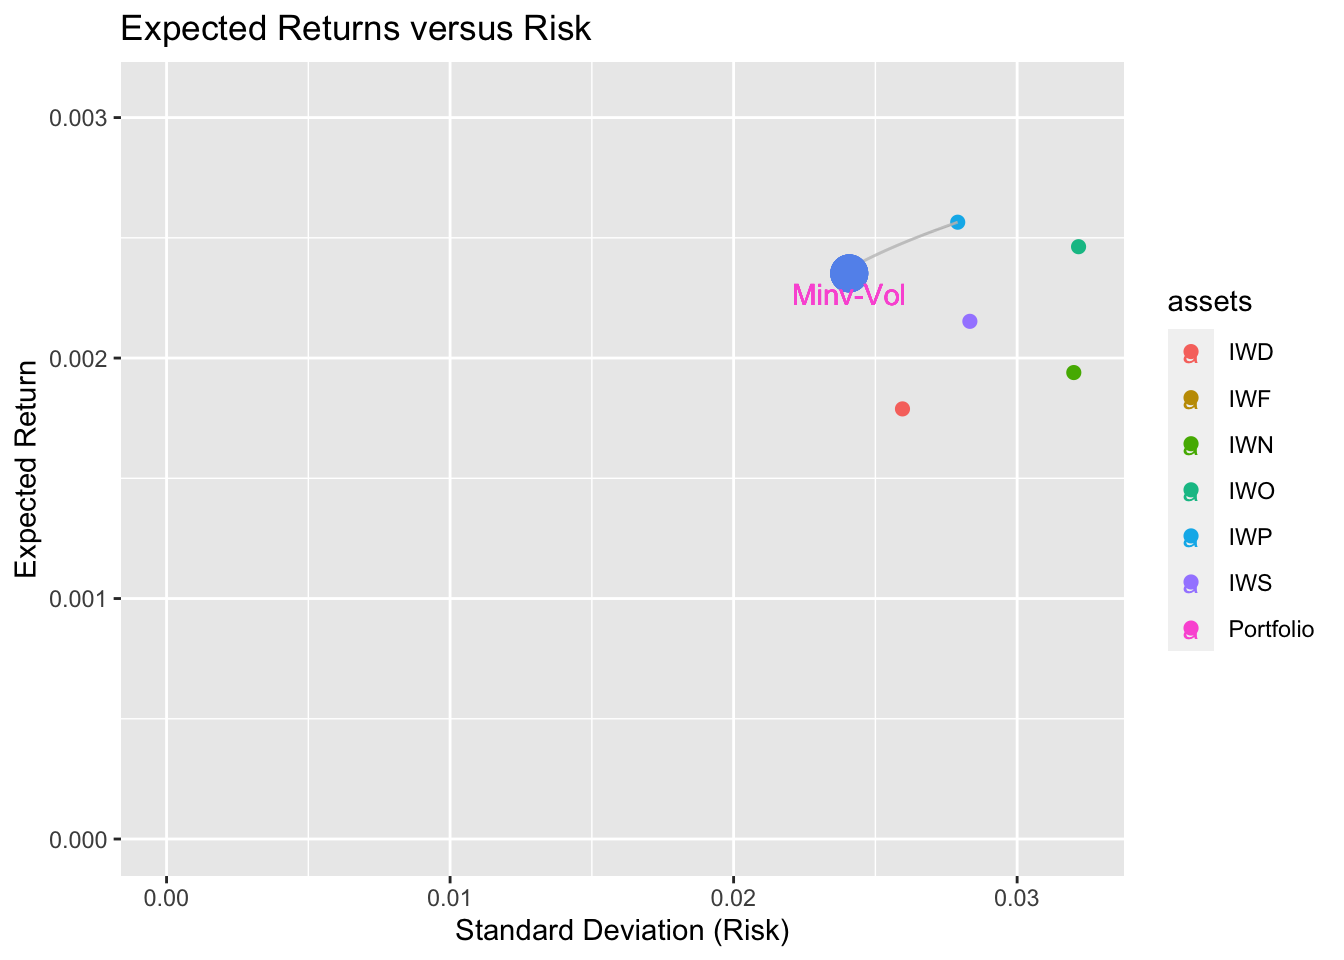 Expected Returns versus Risk
0.003
0.002
0.001
0.000
Expected Return
Minv-Vol
0.00
0.01
0.02
0.03
Standard Deviation (Risk)
assets
a IWD
a IWF
a IWN
a IWO
a IWP
a IWS
a Portfolio